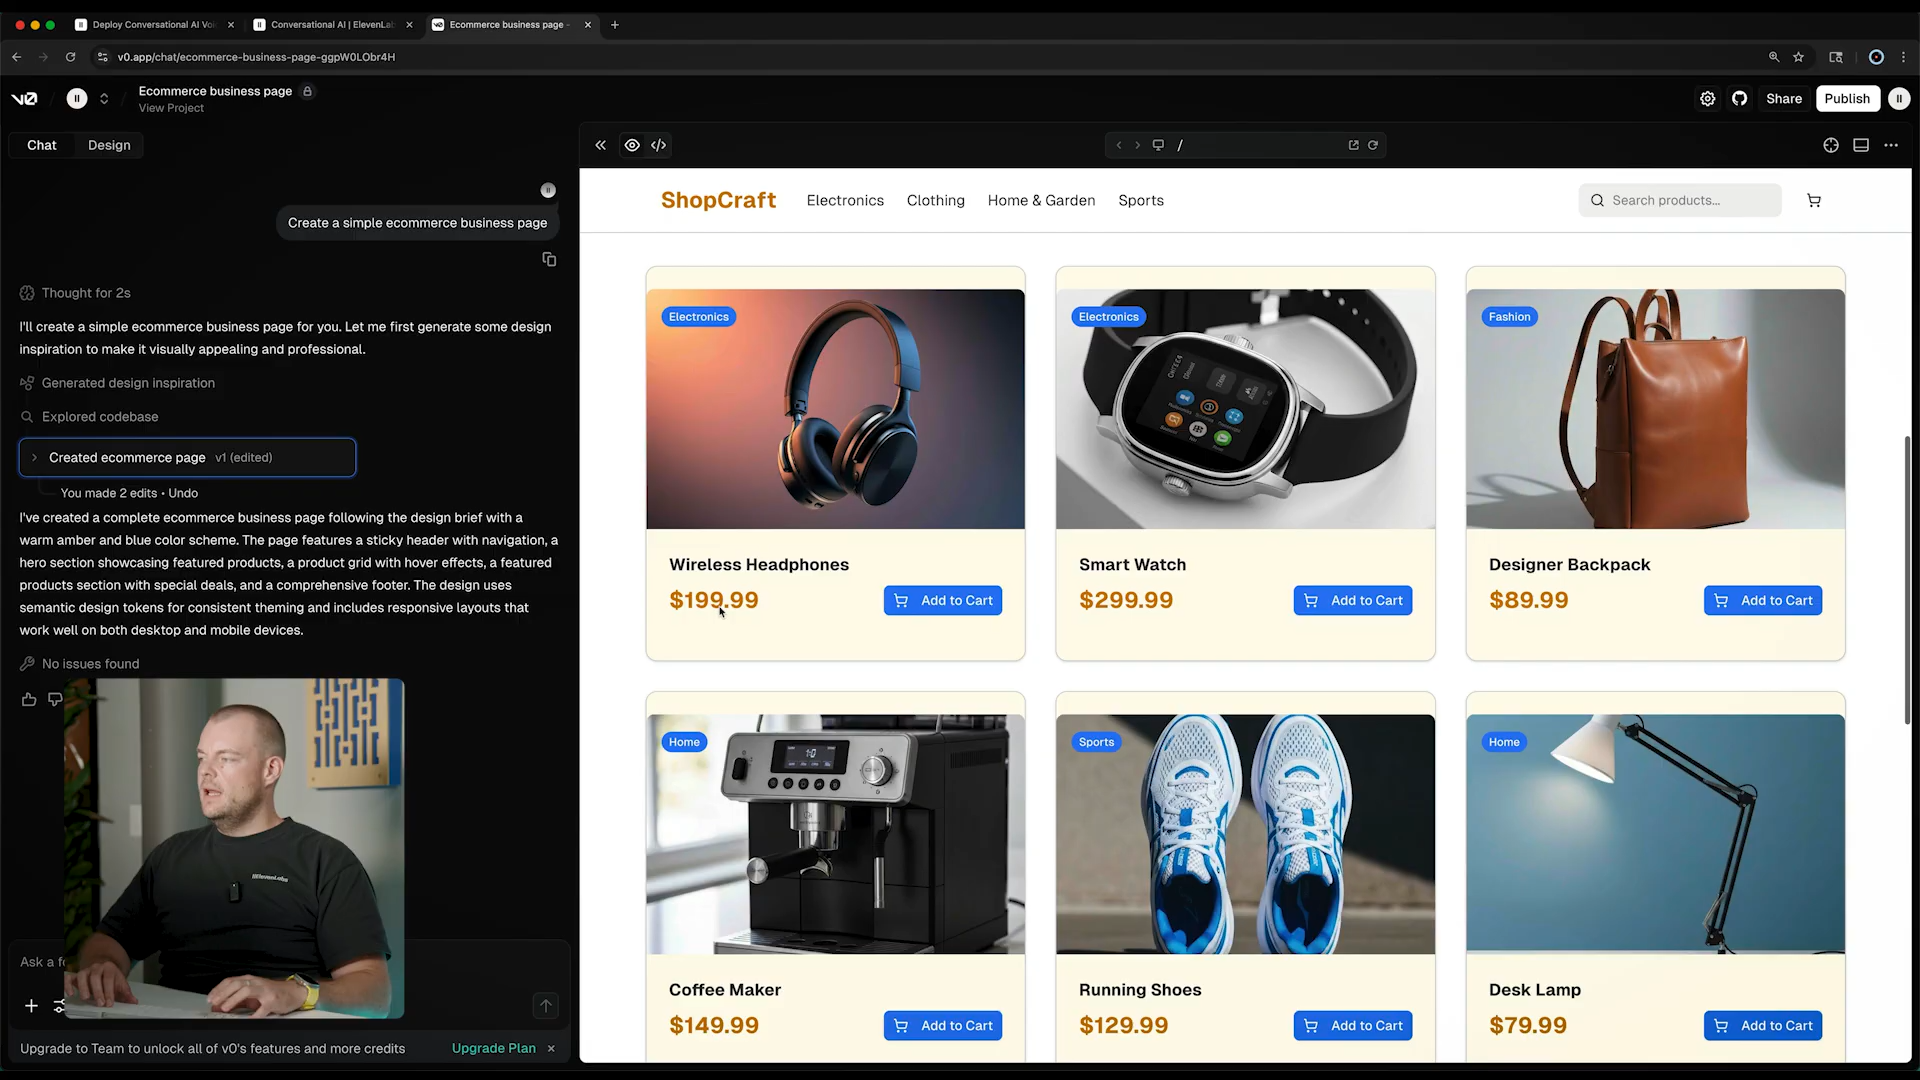 Deploy Conversational AI Voi
Conversational AI | ElevenLab
Ecommerce business page -
v0.app/chat/ecommerce-business-page-ggpW0LObr4H
v0
Ecommerce business page
View Project
Share
Publish
Chat
Design
/
Create a simple ecommerce business page
Thought for 2s
I'll create a simple ecommerce business page for you. Let me first generate some design
inspiration to make it visually appealing and professional.
Generated design inspiration
Explored codebase
Created ecommerce page v1 (edited)
You made 2 edits • Undo
I've created a complete ecommerce business page following the design brief with a
warm amber and blue color scheme. The page features a sticky header with navigation, a
hero section showcasing featured products, a product grid with hover effects, a featured
products section with special deals, and a comprehensive footer. The design uses
semantic design tokens for consistent theming and includes responsive layouts that
work well on both desktop and mobile devices.
No issues found
IIElevenLabs
Ask a fo
Upgrade to Team to unlock all of v0's features and more credits
Upgrade Plan
ShopCraft
Electronics
Clothing
Home & Garden
Sports
Search products...
Electronics
Electronics
Fashion
Wireless Headphones
Smart Watch
Designer Backpack
$199.99
Add to Cart
$299.99
Add to Cart
$89.99
Add to Cart
Home
Sports
Home
Coffee Maker
Running Shoes
Desk Lamp
$149.99
Add to Cart
$129.99
Add to Cart
$79.99
Add to Cart